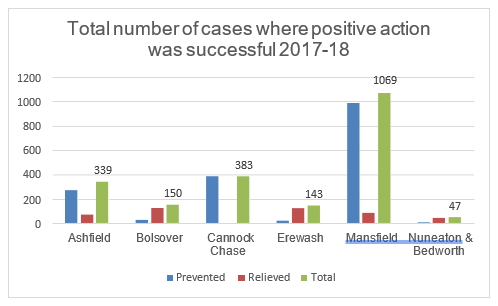 Total number of cases where positive action
was successful 2017-18
1200
1000
800
600
400
200
0
339
150
383
143
1069
47
Ashfield
Bolsover
Cannock
Chase
Erewash
Mansfield
Nuneaton &
Bedworth
Prevented Relieved Total